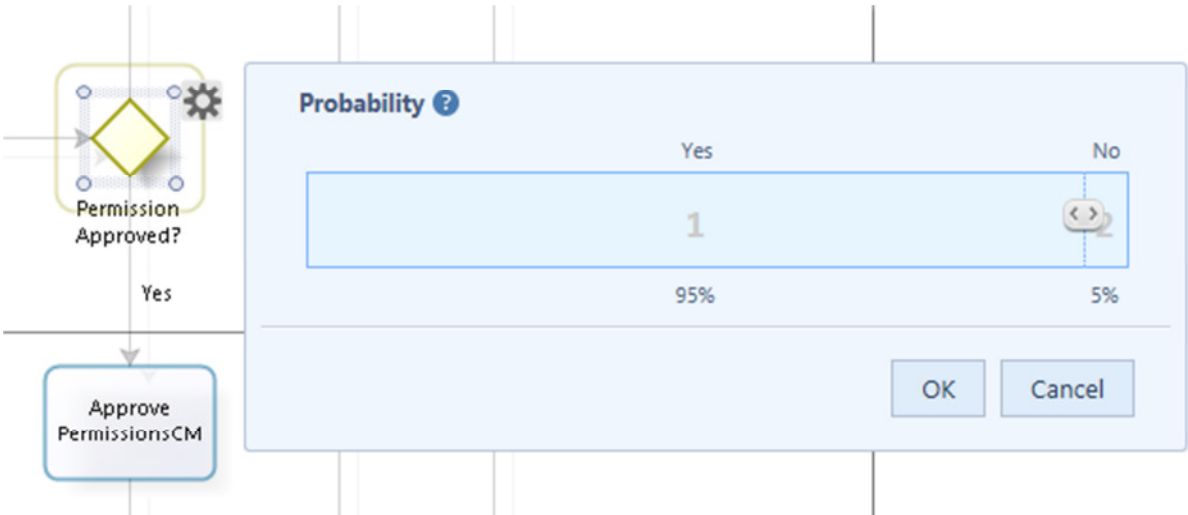 Probability ?
Yes No
1 2
95% 5%
OK Cancel
Permission
Approved?
Yes
Approve
PermissionsCM